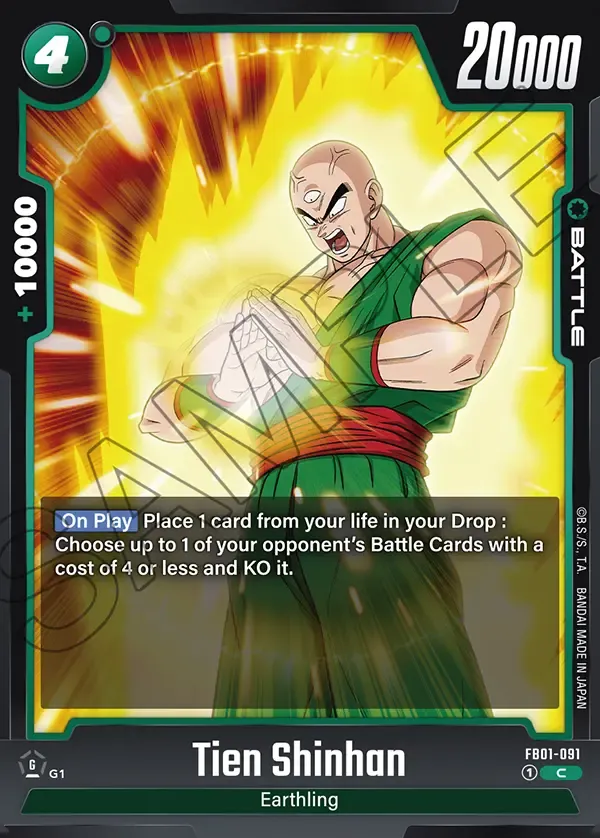 4
20000
+10000
BATTLE
SAMPLE
On Play Place 1 card from your life in your Drop :
Choose up to 1 of your opponent's Battle Cards with a
cost of 4 or less and KO it.
©B.S./S., T.A. BANDAI MADE IN JAPAN
Tien Shinhan
FB01-091
G G1
1 C
Earthling